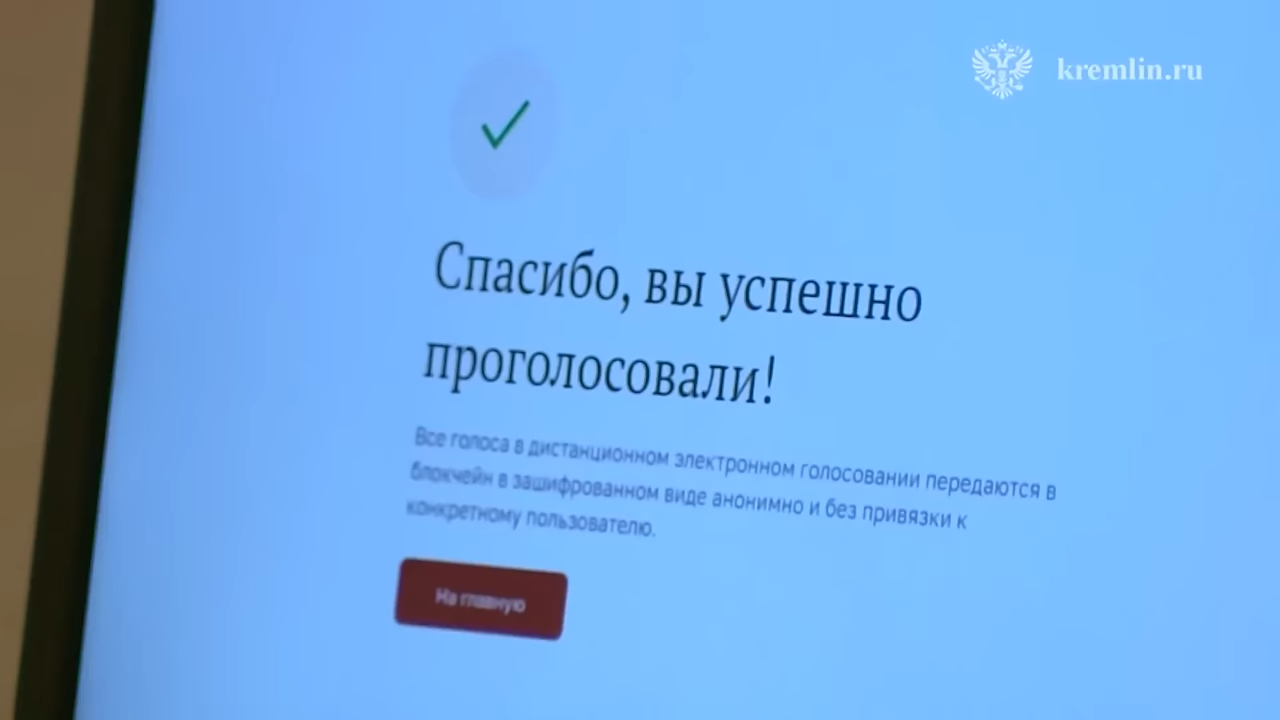 kremlin.ru
Спасибо, вы успешно
проголосовали!
Все голоса в дистанционном электронном голосовании передаются в
блокчейн в зашифрованном виде анонимно и без привязки к
конкретному пользователю.
На главную